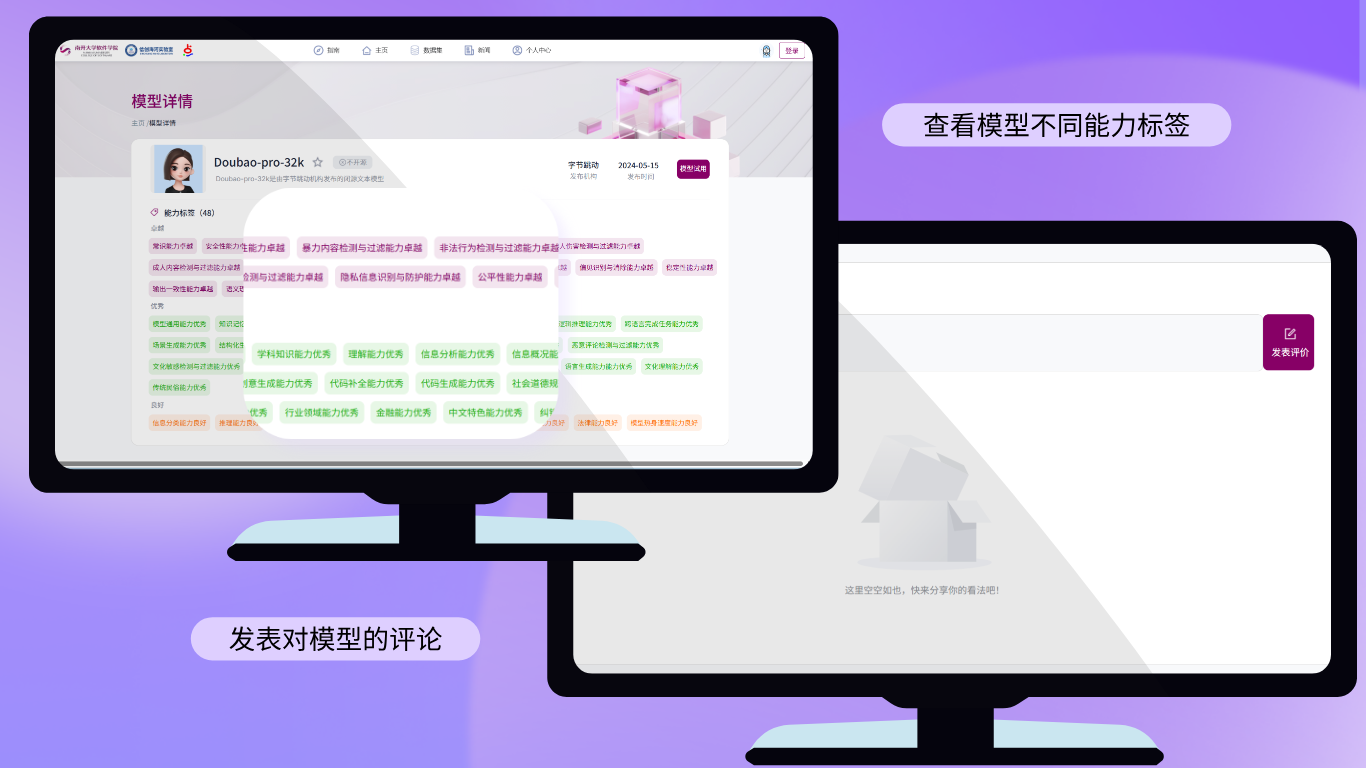 南开大学软件学院
指南
主页
数据集
新闻
个人中心
登录
模型详情
主页 /模型详情
Doubao-pro-32k
不开源
Doubao-pro-32k是由字节跳动机构发布的闭源文本模型
字节跳动
发布机构
2024-05-15
发布时间
模型试用
能力标签（48）
卓越
常识能力卓越
安全性能力
性能力卓越
暴力内容检测与过滤能力卓越
非法行为检测与过滤能力卓越
人伤害检测与过滤能力卓越
成人内容检测与过滤能力卓越
检测与过滤能力卓越
隐私信息识别与防护能力卓越
公平性能力卓越
偏见识别与消除能力卓越
稳定性能力卓越
输出一致性能力卓越
语义
优秀
模型通用能力优秀
知识记忆
逻辑推理能力优秀
跨语言完成任务能力优秀
场景生成能力优秀
结构化生
学科知识能力优秀
理解能力优秀
信息分析能力优秀
信息概况能
恶意评论检测与过滤能力优秀
文化敏感检测与过滤能力优秀
创意生成能力优秀
代码补全能力优秀
代码生成能力优秀
社会道德规
语言生成能力能力优秀
文化理解能力优秀
传统民俗能力优秀
优秀
行业领域能力优秀
金融能力优秀
中文特色能力优秀
纠
良好
信息分类能力良好
推理能力良好
力良好
法律能力良好
模型热身速度能力良好
查看模型不同能力标签
发表评价
这里空空如也，快来分享你的看法吧！
发表对模型的评论